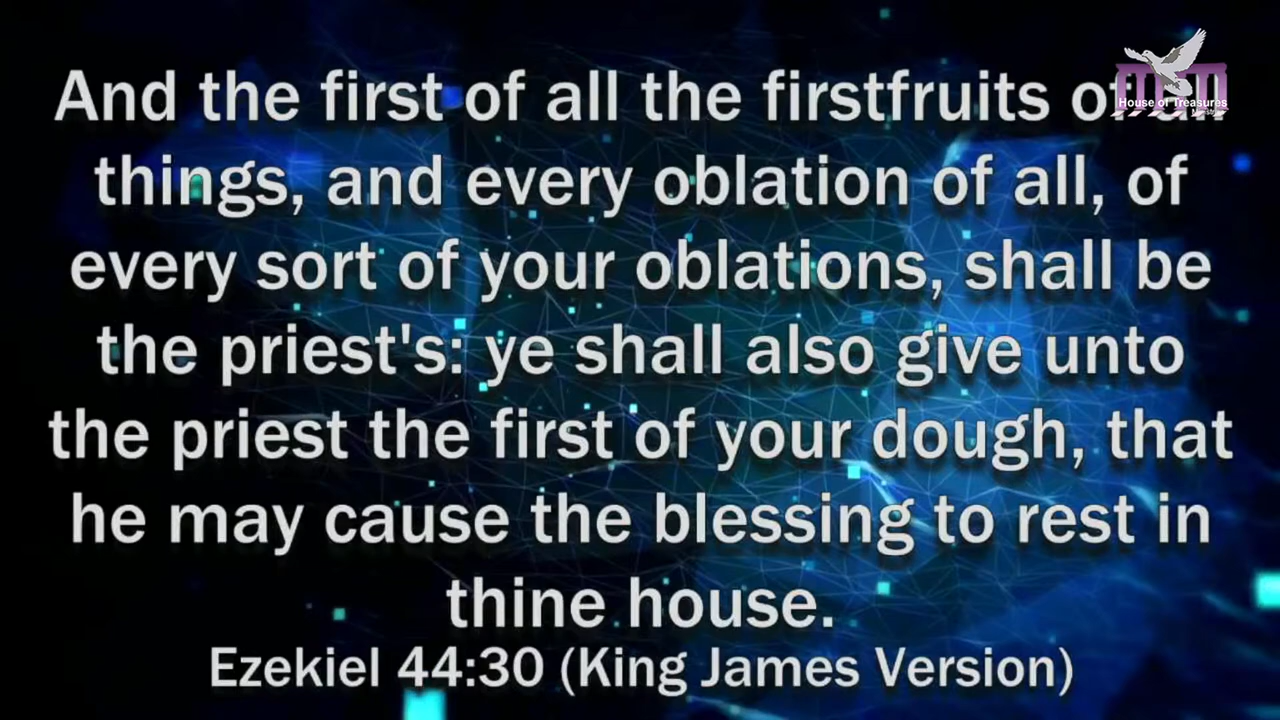 And the first of all the firstfruits of
things, and every oblation of all, of
every sort of your oblations, shall be
the priest's: ye shall also give unto
the priest the first of your dough, that
he may cause the blessing to rest in
thine house.
Ezekiel 44:30 (King James Version)
House of Treasures